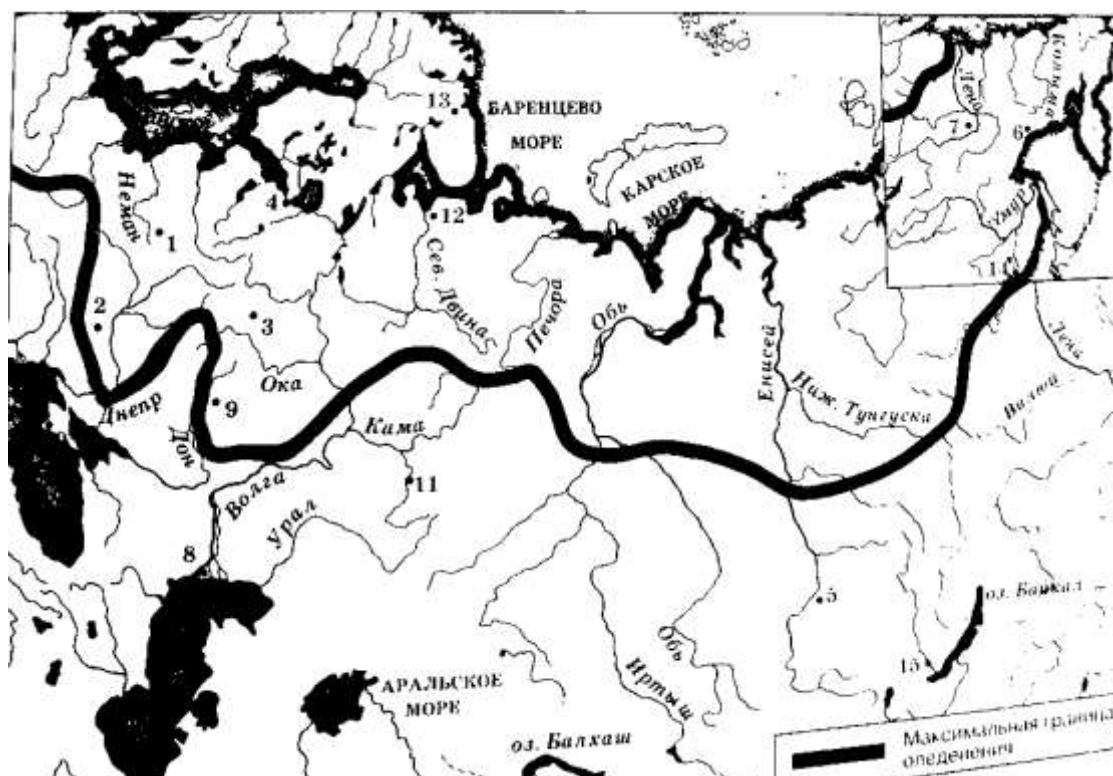 13
БАРЕНЦЕВО
МОРЕ
КАРСКОЕ
МОРЕ
Лена
Колыма
7
6
Амур
14
Неман
1
4
12
Сев. Двина
Печора
Обь
Енисей
2
3
Днепр
9
Ока
Дон
Кама
Ниж. Тунгуска
Вилюй
Лена
Волга
Урал
11
8
5
оз. Байкал
15
Обь
Иртыш
АРАЛЬСКОЕ
МОРЕ
оз. Балхаш
Максимальная граница
оледенения